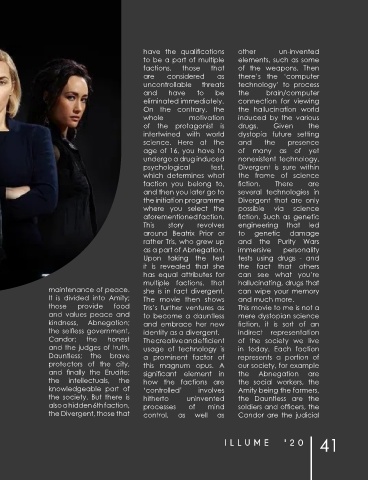 maintenance of peace.
It is divided into Amity;
those provide food
and values peace and
kindness, Abnegation;
the selfless government,
Candor; the honest
and the judges of truth,
Dauntless; the brave
protectors of the city,
and finally the Erudite;
the intellectuals, the
knowledgeable part of
the society. But there is
also a hidden 6th faction,
the Divergent, those that
have the qualifications
to be a part of multiple
factions, those that
are considered as
uncontrollable threats
and have to be
eliminated immediately.
On the contrary, the
whole motivation
of the protagonist is
intertwined with world
science. Here at the
age of 16, you have to
undergo a drug induced
psychological test,
which determines what
faction you belong to,
and then you later go to
the initiation programme
where you select the
aforementioned faction.
This story revolves
around Beatrix Prior or
rather Tris, who grew up
as a part of Abnegation.
Upon taking the test
it is revealed that she
has equal attributes for
multiple factions, that
she is in fact divergent.
The movie then shows
Tris's further ventures as
to become a dauntless
and embrace her new
identity as a divergent.
The creative and efficient
usage of technology is
a prominent factor of
this magnum opus. A
significant element in
how the factions are
'controlled' involves
hitherto uninvented
processes of mind
control, as well as
other un-invented
elements, such as some
of the weapons. Then
there's the 'computer
technology' to process
the brain/computer
connection for viewing
the hallucination world
induced by the various
drugs. Given the
dystopia future setting
and the presence
of many as of yet
nonexistent technology,
Divergent is sure within
the frame of science
fiction. There are
several technologies in
Divergent that are only
possible via science
fiction. Such as genetic
engineering that led
to genetic damage
and the Purity Wars
immersive personality
tests using drugs - and
the fact that others
can see what you're
hallucinating, drugs that
can wipe your memory
and much more.
This movie to me is not a
mere dystopian science
fiction, it is sort of an
indirect representation
of the society we live
in today. Each faction
represents a portion of
our society, for example
the Abnegation are
the social workers, the
Amity being the farmers,
the Dauntless are the
soldiers and officers, the
Candor are the judicial
ILLUME '20 41